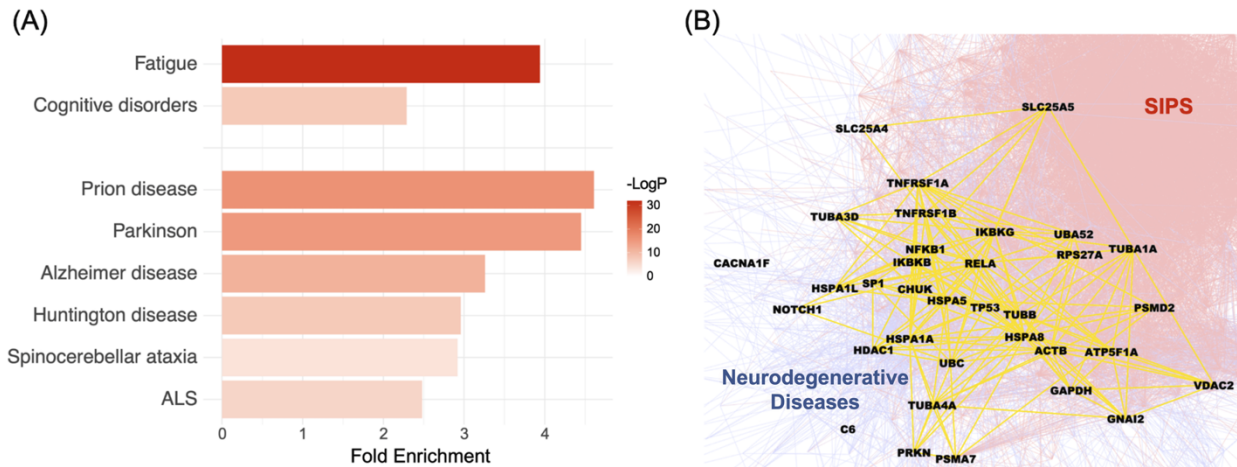 (A)
Fatigue
Cognitive disorders
Prion disease
Parkinson
Alzheimer disease
Huntington disease
Spinocerebellar ataxia
ALS
0 1 2 3 4
Fold Enrichment
-LogP
30
20
10
0
(B)
SIPS
SLC25A5
SLC25A4
TNFRSF1A
TUBA3D
TNFRSF1B
IKBKG
UBA52
NFKB1
TUBA1A
RPS27A
CACNA1F
IKBKB
RELA
HSPA1L
SP1
CHUK
HSPA5
NOTCH1
TP53
TUBB
PSMD2
HSPA1A
HSPA8
HDAC1
ACTB
ATP5F1A
UBC
Neurodegenerative
Diseases
VDAC2
GAPDH
TUBA4A
GNAI2
C6
PRKN
PSMA7